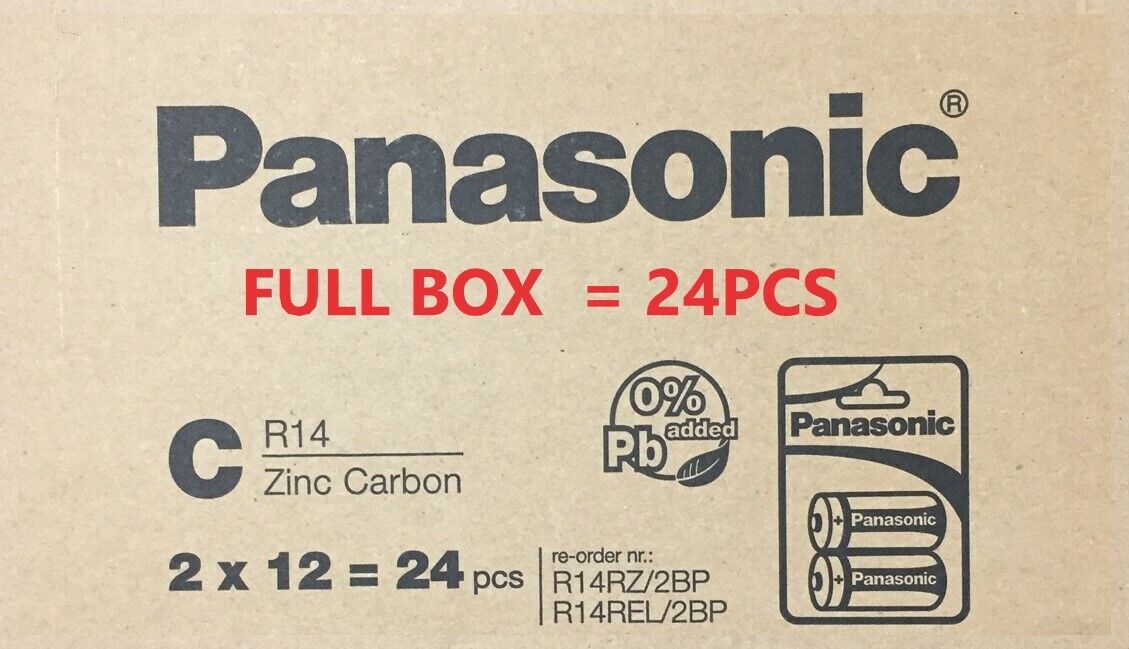 Panasonic®
FULL BOX = 24PCS
C
R14
Zinc Carbon
0%
Pb added
Panasonic
+ Panasonic
+ Panasonic
2 x 12 = 24 pcs
re-order nr.:
R14RZ/2BP
R14REL/2BP